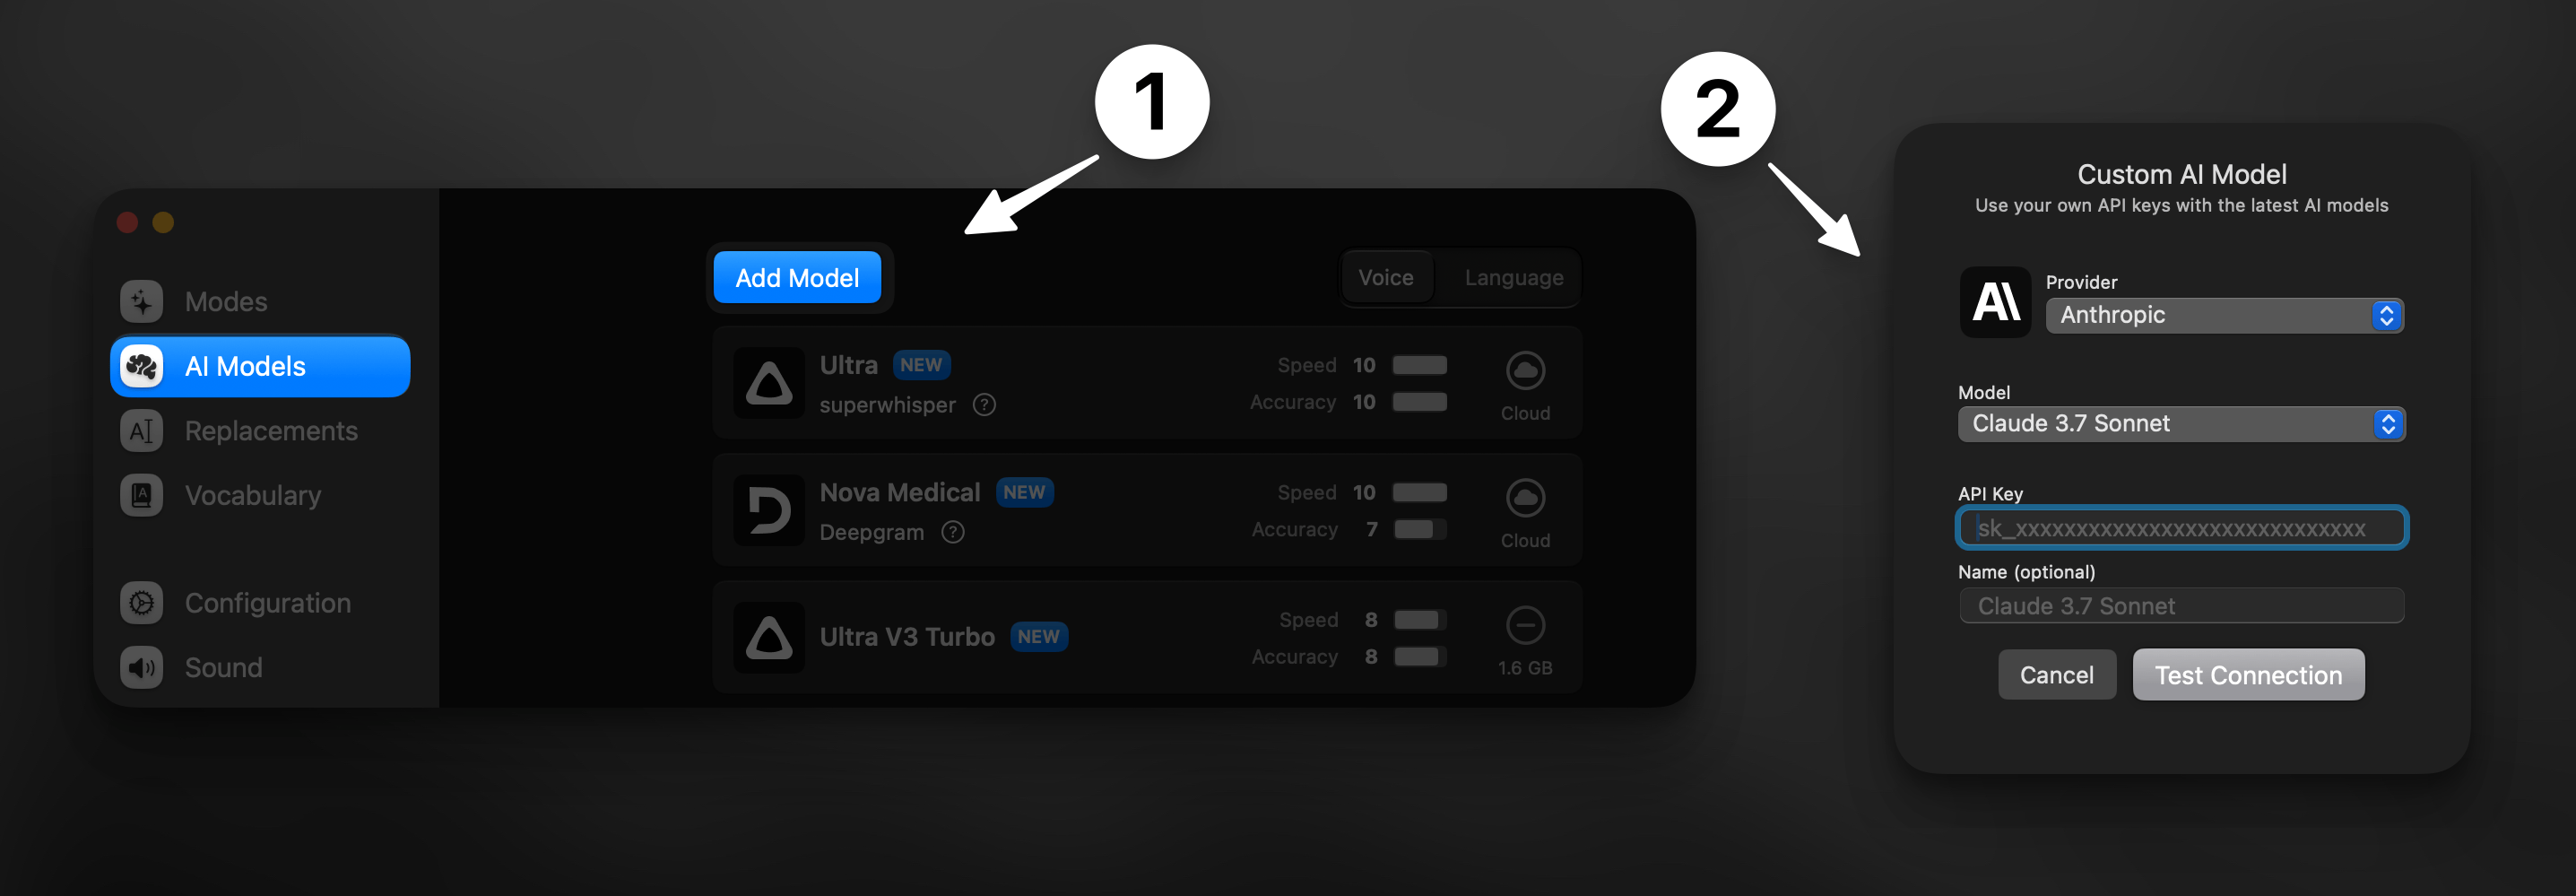 1
2
Modes
AI Models
Replacements
Vocabulary
Configuration
Sound
Add Model
Voice Language
Ultra NEW
superwhisper ?
Speed 10
Accuracy 10
Cloud
Nova Medical NEW
Deepgram ?
Speed 10
Accuracy 7
Cloud
Ultra V3 Turbo NEW
Speed 8
Accuracy 8
1.6 GB
Custom AI Model
Use your own API keys with the latest AI models
Provider
Anthropic
Model
Claude 3.7 Sonnet
API Key
sk_xxxxxxxxxxxxxxxxxxxxxxxxxxxxx
Name (optional)
Claude 3.7 Sonnet
Cancel Test Connection